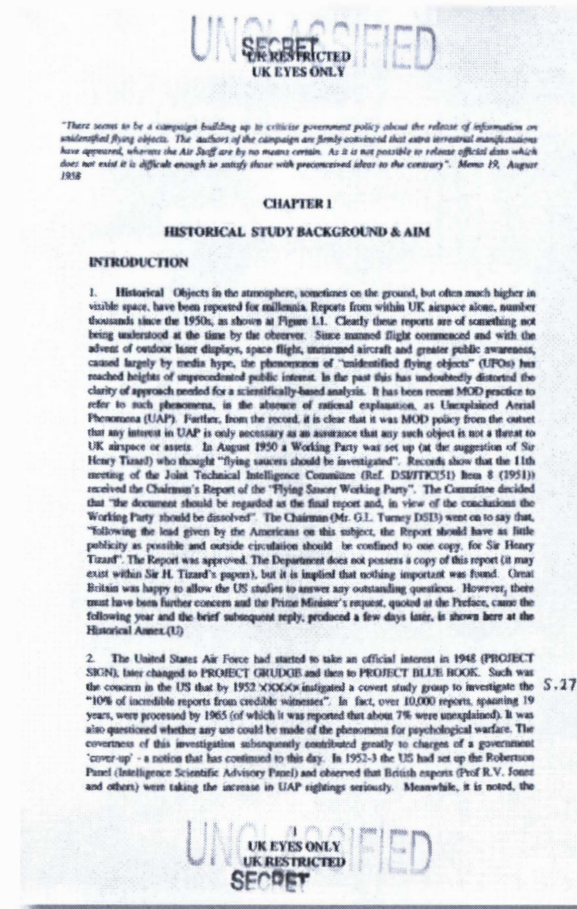 UNCLASSIFIED
SECRET
UK RESTRICTED
UK EYES ONLY
"There seems to be a campaign building up to criticise government policy about the release of information on
unidentified flying objects. The authors of the campaign are firmly convinced that extra terrestrial manifestations
have appeared, whereas the Air Staff are by no means certain. As it is not possible to release official data which
does not exist it is difficult enough to satisfy those with preconceived ideas to the contrary". Memo 19, August
1958
CHAPTER 1
HISTORICAL STUDY BACKGROUND & AIM
INTRODUCTION
1. Historical Objects in the atmosphere, sometimes on the ground, but often much higher in
visible space, have been reported for millennia. Reports from within UK airspace alone, number
thousands since the 1950s, as shown at Figure 1.1. Clearly these reports are of something not
being understood at the time by the observer. Since manned flight commenced and with the
advent of outdoor laser displays, space flight, unmanned aircraft and greater public awareness,
caused largely by media hype, the phenomenon of "unidentified flying objects" (UFOs) has
reached heights of unprecedented public interest. In the past this has undoubtedly distorted the
clarity of approach needed for a scientifically-based analysis. It has been recent MOD practice to
refer to such phenomena, in the absence of rational explanation, as Unexplained Aerial
Phenomena (UAP). Further, from the record, it is clear that it was MOD policy from the outset
that any interest in UAP is only necessary as an assurance that any such object is not a threat to
UK airspace or assets. In August 1950 a Working Party was set up (at the suggestion of Sir
Henry Tizard) who thought "flying saucers should be investigated". Records show that the 11th
meeting of the Joint Technical Intelligence Committee (Ref. DSI/JTIC(51) Item 8 (1951))
received the Chairman's Report of the "Flying Saucer Working Party". The Committee decided
that "the document should be regarded as the final report and, in view of the conclusions the
Working Party should be dissolved". The Chairman (Mr. G.L. Turney DSI3) went on to say that,
"following the lead given by the Americans on this subject, the Report should have as little
publicity as possible and outside circulation should be confined to one copy, for Sir Henry
Tizard". The Report was approved. The Department does not possess a copy of this report (it may
exist within Sir H. Tizard's papers), but it is implied that nothing important was found. Great
Britain was happy to allow the US studies to answer any outstanding questions. However, there
must have been further concern and the Prime Minister's request, quoted at the Preface, came the
following year and the brief subsequent reply, produced a few days later, is shown here at the
Historical Annex.(U)
2. The United States Air Force had started to take an official interest in 1948 (PROJECT
SIGN), later changed to PROJECT GRUDGE and then to PROJECT BLUE BOOK. Such was
the concern in the US that by 1952 XXXXX instigated a covert study group to investigate the S.27
"10% of incredible reports from credible witnesses". In fact, over 10,000 reports, spanning 19
years, were processed by 1965 (of which it was reported that about 7% were unexplained). It was
also questioned whether any use could be made of the phenomena for psychological warfare. The
covertness of this investigation subsequently contributed greatly to charges of a government
'cover-up' - a notion that has continued to this day. In 1952-3 the US had set up the Robertson
Panel (Intelligence Scientific Advisory Panel) and observed that British experts (Prof R.V. Jones
and others) were taking the increase in UAP sightings seriously. Meanwhile, it is noted, the
1
UNCLASSIFIED
UK EYES ONLY
UK RESTRICTED
SECRET